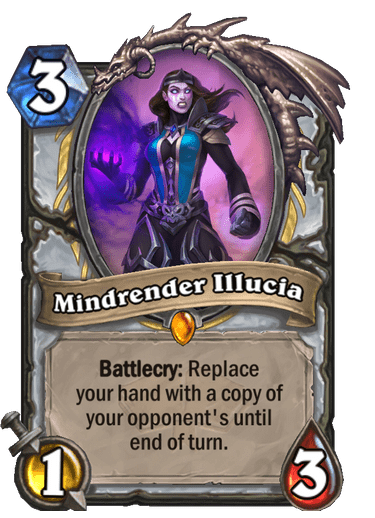 3
Mindrender Illucia
Battlecry: Replace
your hand with a copy of
your opponent's until
end of turn.
1
3